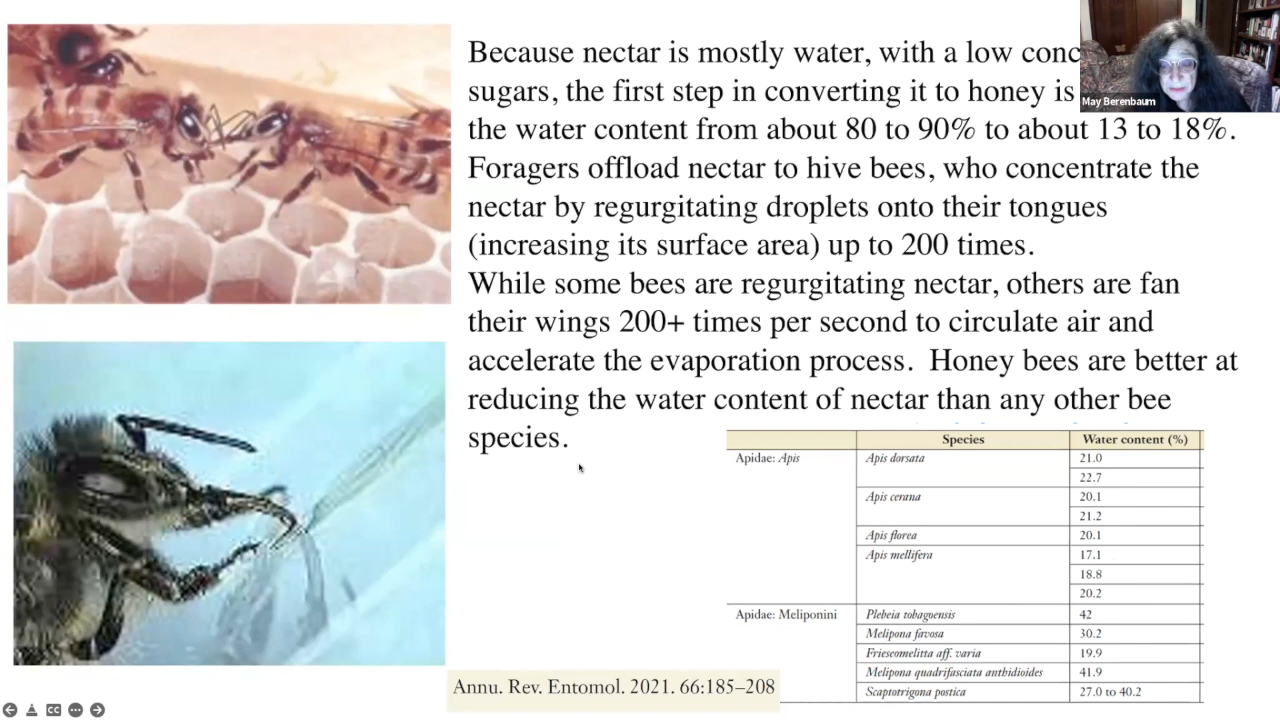 Because nectar is mostly water, with a low conc
sugars, the first step in converting it to honey is
the water content from about 80 to 90% to about 13 to 18%.
Foragers offload nectar to hive bees, who concentrate the
nectar by regurgitating droplets onto their tongues
(increasing its surface area) up to 200 times.
While some bees are regurgitating nectar, others are fan
their wings 200+ times per second to circulate air and
accelerate the evaporation process.  Honey bees are better at
reducing the water content of nectar than any other bee
species.
May Berenbaum
Species Water content (%)
Apidae: Apis Apis dorsata 21.0
22.7
Apis cerana 20.1
21.2
Apis florea 20.1
Apis mellifera 17.1
18.8
20.2
Apidae: Meliponini Plebeia tobagoensis 42
Melipona favosa 30.2
Friescomelitta aff. varia 19.9
Melipona quadrifasciata anthidioides 41.9
Scaptotrigona postica 27.0 to 40.2
Annu. Rev. Entomol. 2021. 66:185–208
CC